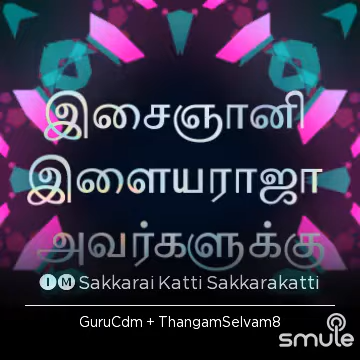 இசைஞானி
இளையராஜா
அவர்களுக்கு
🅘🅜 Sakkarai Katti Sakkarakatti
GuruCdm + ThangamSelvam8
smule